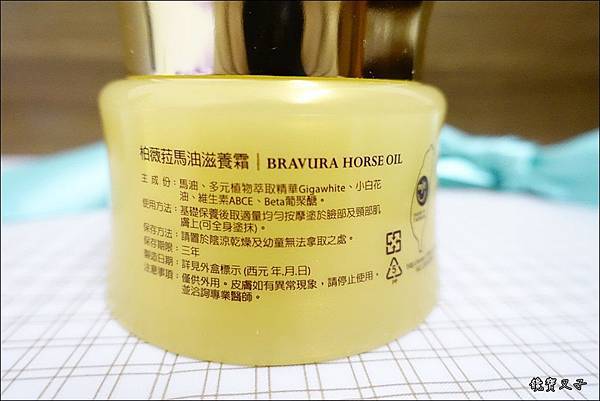 柏薇菈馬油滋養霜 | BRAVURA HORSE OIL
主成份：馬油、多元植物萃取精華Gigawhite、小白花
油、維生素ABCE、Beta葡聚醣。
使用方法：基礎保養後取適量均勻按摩塗於臉部及頸部肌
膚上(可全身塗抹)。
保存方法：請置於陰涼乾燥及幼童無法拿取之處。
保存期限：三年
製造日期：詳見外盒標示 (西元 年.月.日)
注意事項：僅供外用。皮膚如有異常現象，請停止使用，
並洽詢專業醫師。
5
PP